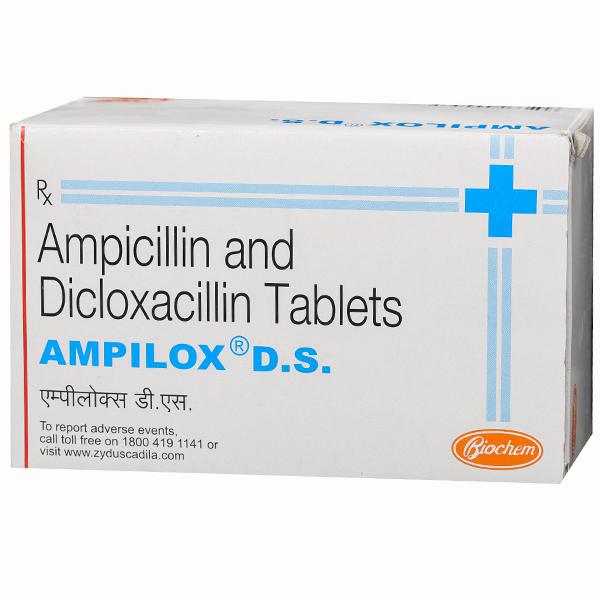 AMPILOX® D.S.
Rx
Ampicillin and
Dicloxacillin Tablets
AMPILOX® D.S.
एम्पीलोक्स डी.एस.
To report adverse events,
call toll free on 1800 419 1141 or
visit www.zyduscadila.com
Biochem